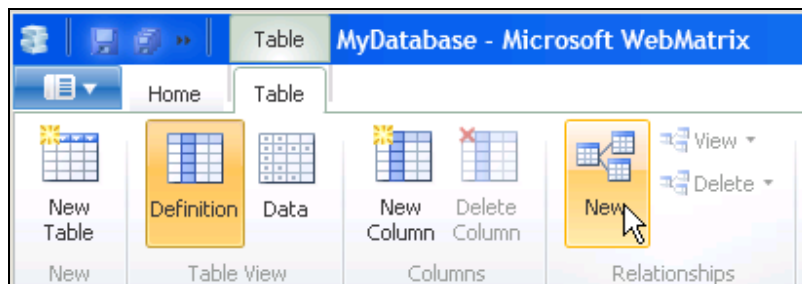 Table MyDatabase - Microsoft WebMatrix
Home Table
View
Delete
New Table
Definition
Data
New Column
Delete Column
New
New
Table View
Columns
Relationships